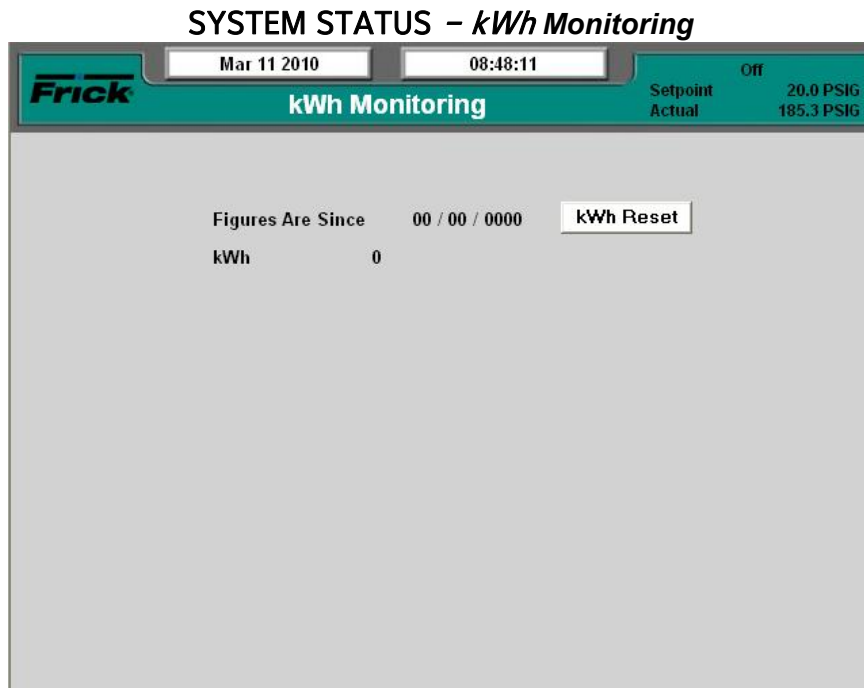 SYSTEM STATUS – kWh Monitoring
Mar 11 2010 08:48:11
Off
Frick
kWh Monitoring
Setpoint 20.0 PSIG
Actual 185.3 PSIG
Figures Are Since 00 / 00 / 0000 kWh Reset
kWh 0